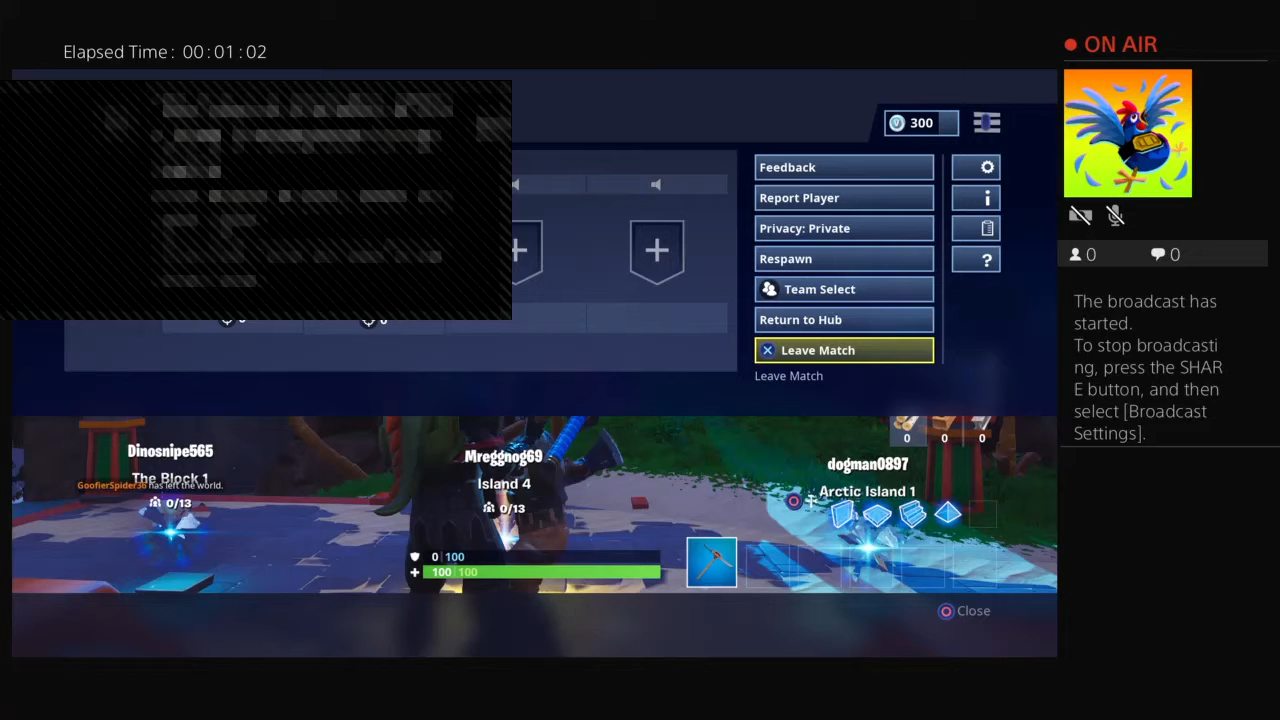 Elapsed Time: 00:01:02
ON AIR
300
Feedback
Report Player
Privacy: Private
Respawn
Team Select
Return to Hub
Leave Match
Leave Match
0
0
The broadcast has
started.
To stop broadcasti
ng, press the SHAR
E button, and then
select [Broadcast
Settings].
Dinosnipe565
The Block 1
GoofierSpider36 has left the world.
0/13
Mreggnog69
Island 4
0/13
dogman0897
Arctic Island 1
0 0 0
0 100
100 100
Close